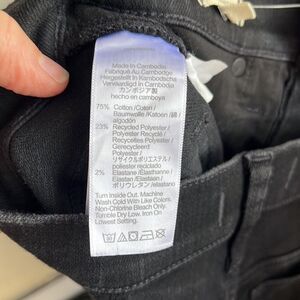 Made In Cambodia
Fabriqué Au Cambodge
Hergestellt In Kambodscha
Vervaardigd In Cambodja
カンボジア製
hecho en camboya
75% Cotton /Coton /
Baumwolle /Katoen /綿 /
algodón
23% Recycled Polyester /
Polyester Recyclé /
Recyceltes Polyester /
Gerecycleerd
Polyester /
リサイクルポリエステル /
poliester reciclado
2% Elastane /Élasthanne /
Elastan /Elastaan /
ポリウレタン /elastano
Turn Inside Out. Machine
Wash Cold With Like Colors.
Non-Chlorine Bleach Only.
Tumble Dry Low. Iron On
Lowest Setting.